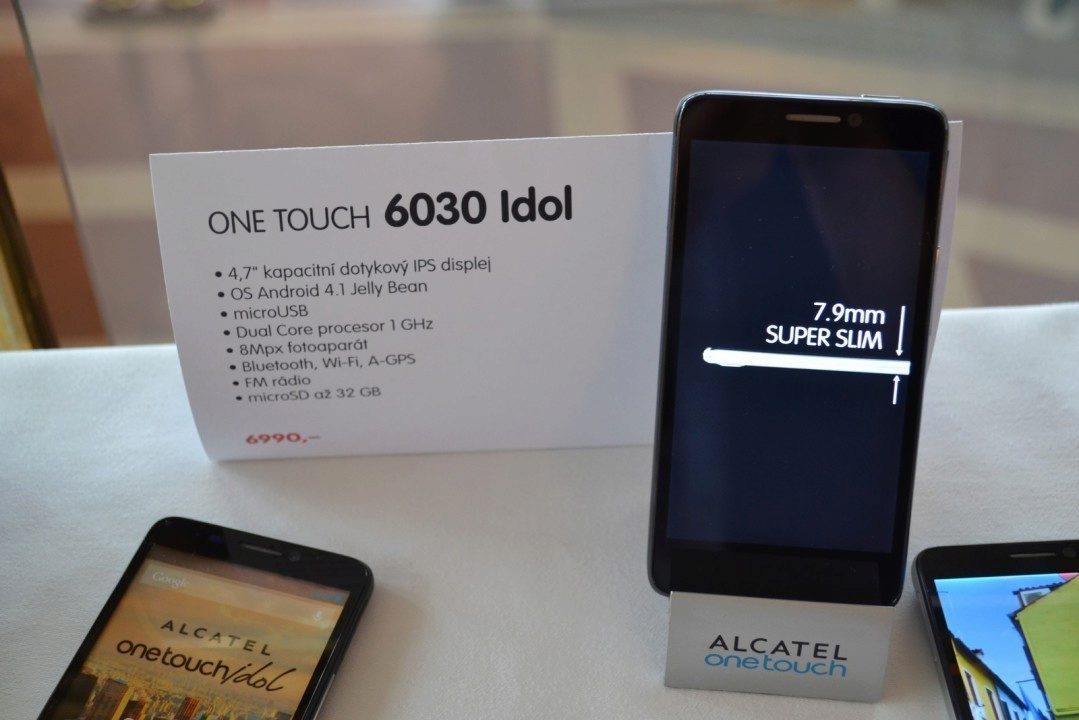 ONE TOUCH 6030 Idol
• 4,7" kapacitní dotykový IPS displej
• OS Android 4.1 Jelly Bean
• microUSB
• Dual Core procesor 1 GHz
• 8Mpx fotoaparát
• Bluetooth, Wi-Fi, A-GPS
• FM rádio
• microSD až 32 GB
6990,–
7.9mm
SUPER SLIM
ALCATEL
onetouch
Google
ALCATEL
onetouch idol